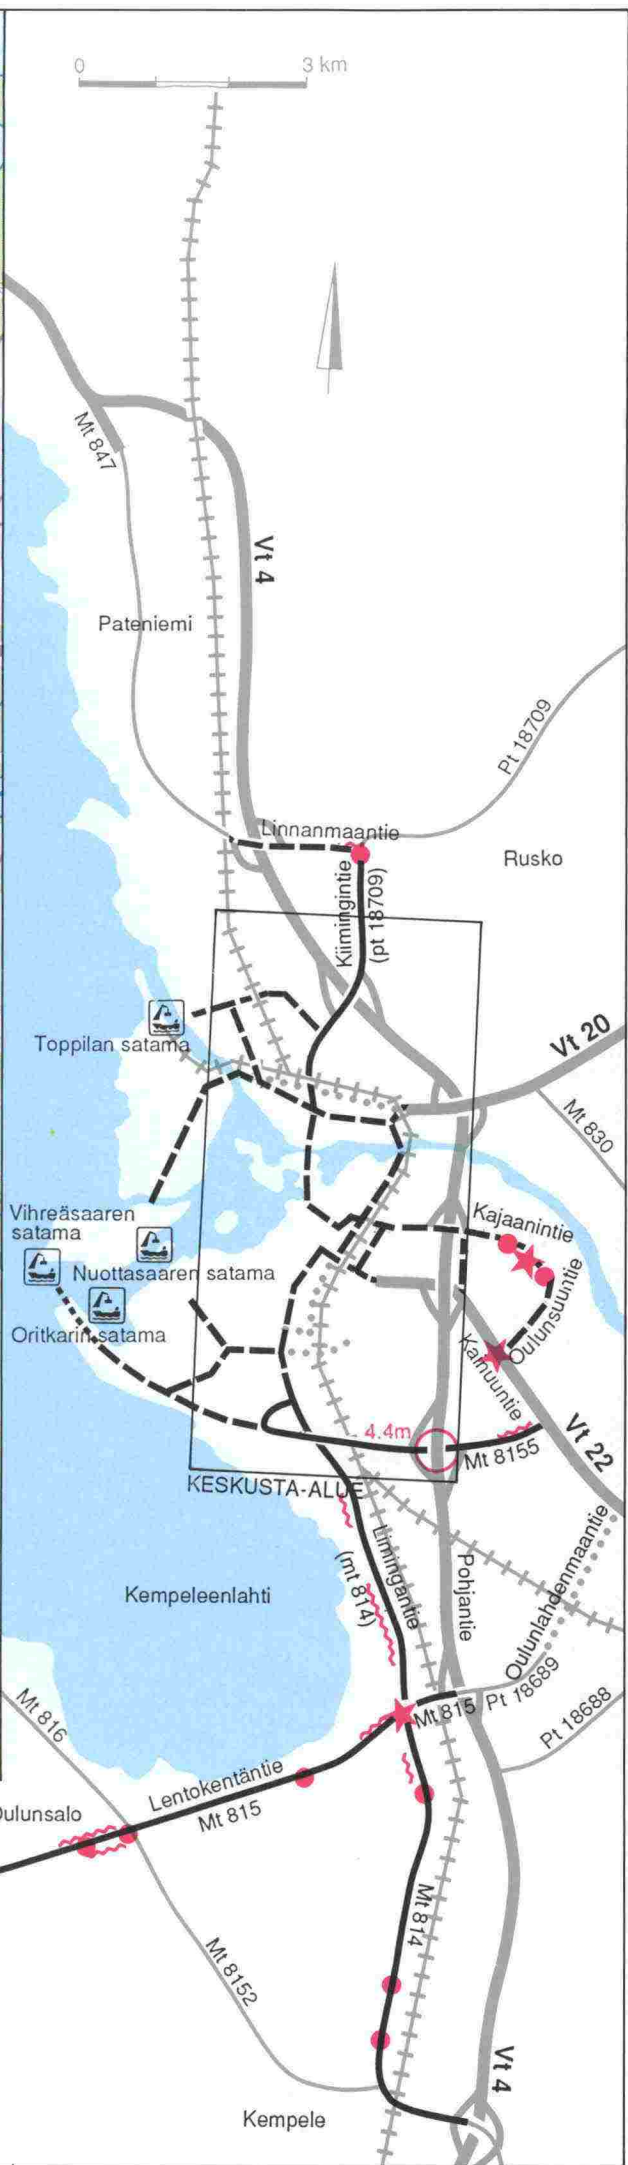 0 3 km
Mt 847
Vt 4
Pateniemi
Pt 18709
Linnanmaantie
Rusko
Kiimingintie
(pt 18709)
Toppilan satama
Vt 20
Mt 830
Vihreäsaaren
satama
Kajaanintie
Nuottasaaren satama
Oulunsuuntie
Oritkarin satama
Kainuuntie
4.4m
Vt 22
Mt 8155
KESKUSTA-ALUE
Limingantie
(mt 814)
Pohjantie
Oulunlahdenmaantie
Kempeleenlahti
Pt 18689
Mt 815
Pt 18688
Mt 816
Lentokentäntie
Mt 815
Oulunsalo
Mt 814
Mt 8152
Vt 4
Kempele